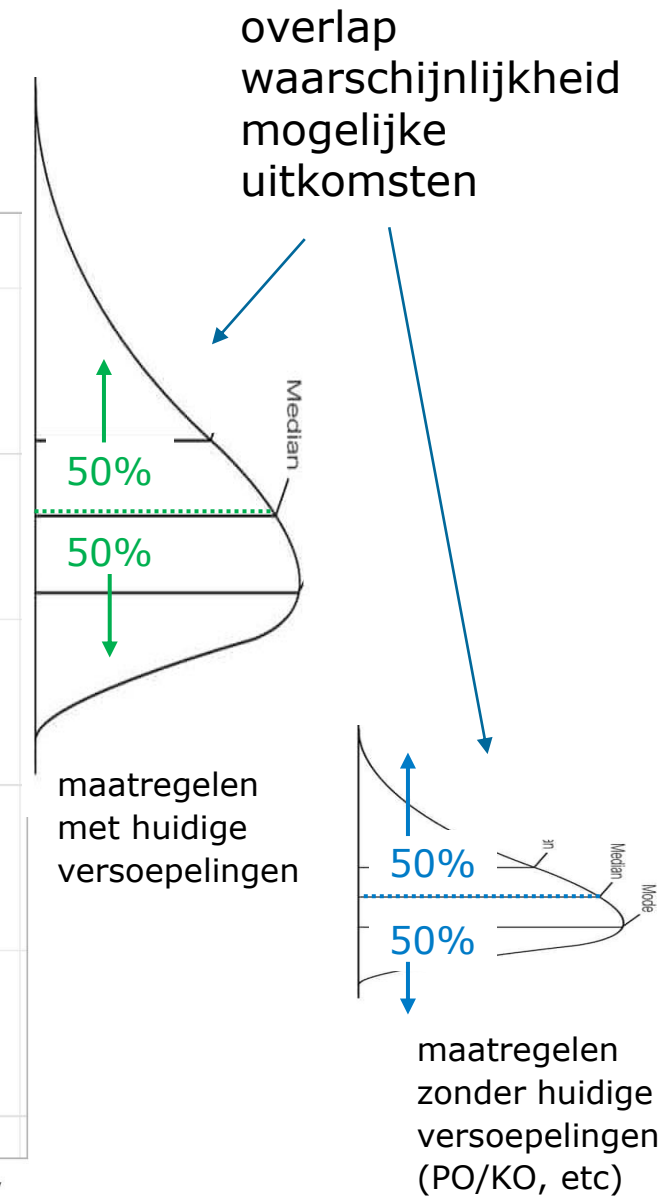 overlap
waarschijnlijkheid
mogelijke
uitkomsten
Median
50%
50%
maatregelen
met huidige
versoepelingen
50%
Median
Mode
50%
maatregelen
zonder huidige
versoepelingen
(PO/KO, etc)